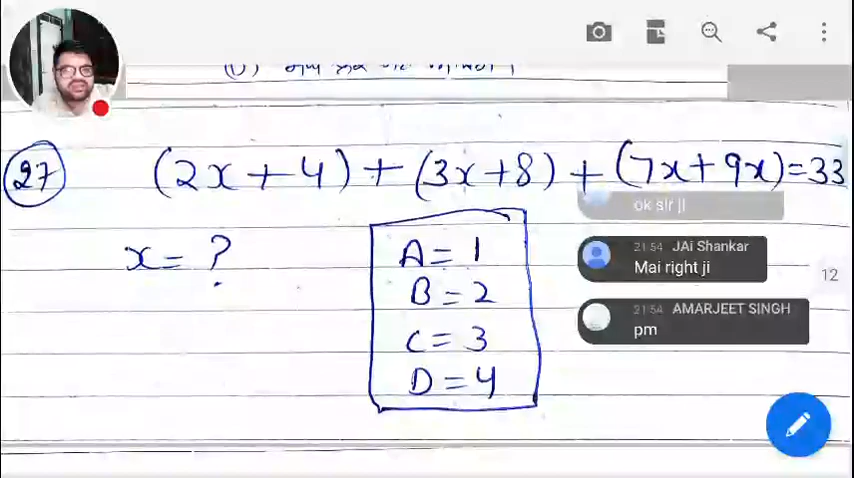 27 (2x+4)+(3x+8)+(7x+9x)=33
x=?
A=1
B=2
C=3
D=4
ok sir ji
21:54 JAi Shankar
Mai right ji
21:54 AMARJEET SINGH
pm
12